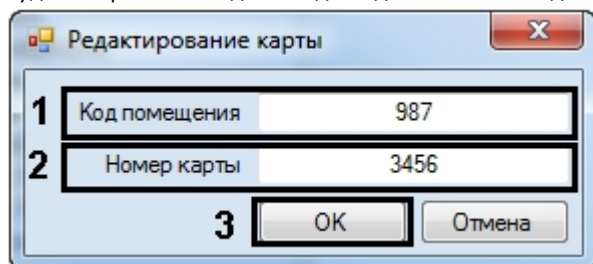 Редактирование карты
1 Код помещения 987
2 Номер карты 3456
3 OK Отмена